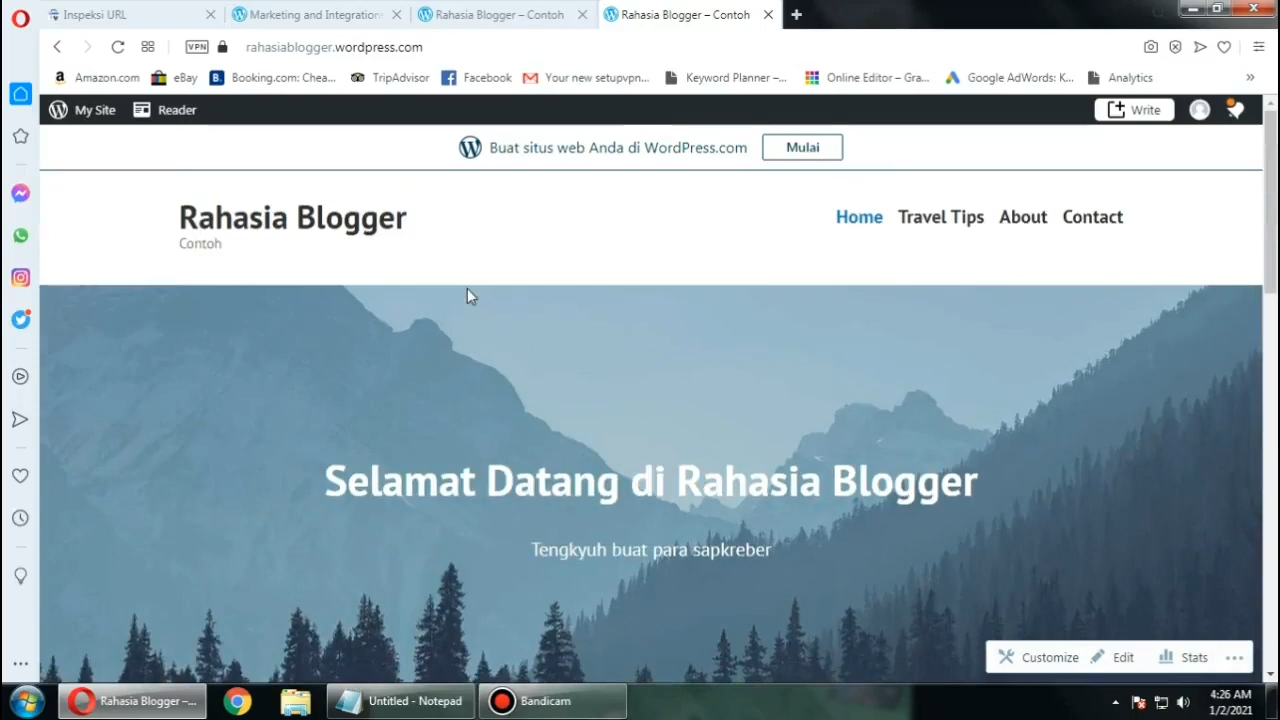 Inspeksi URL
Marketing and Integration
Rahasia Blogger – Contoh
Rahasia Blogger – Contoh
VPN
rahasiablogger.wordpress.com
Amazon.com
eBay
Booking.com: Chea...
TripAdvisor
Facebook
Your new setupvpn...
Keyword Planner –...
Online Editor – Gra...
Google AdWords: K...
Analytics
»
My Site
Reader
Write
Buat situs web Anda di WordPress.com
Mulai
Rahasia Blogger
Contoh
Home
Travel Tips
About
Contact
Selamat Datang di Rahasia Blogger
Tengkyuh buat para sapkreber
Customize
Edit
Stats
Rahasia Blogger –...
Untitled - Notepad
Bandicam
4:26 AM
1/2/2021